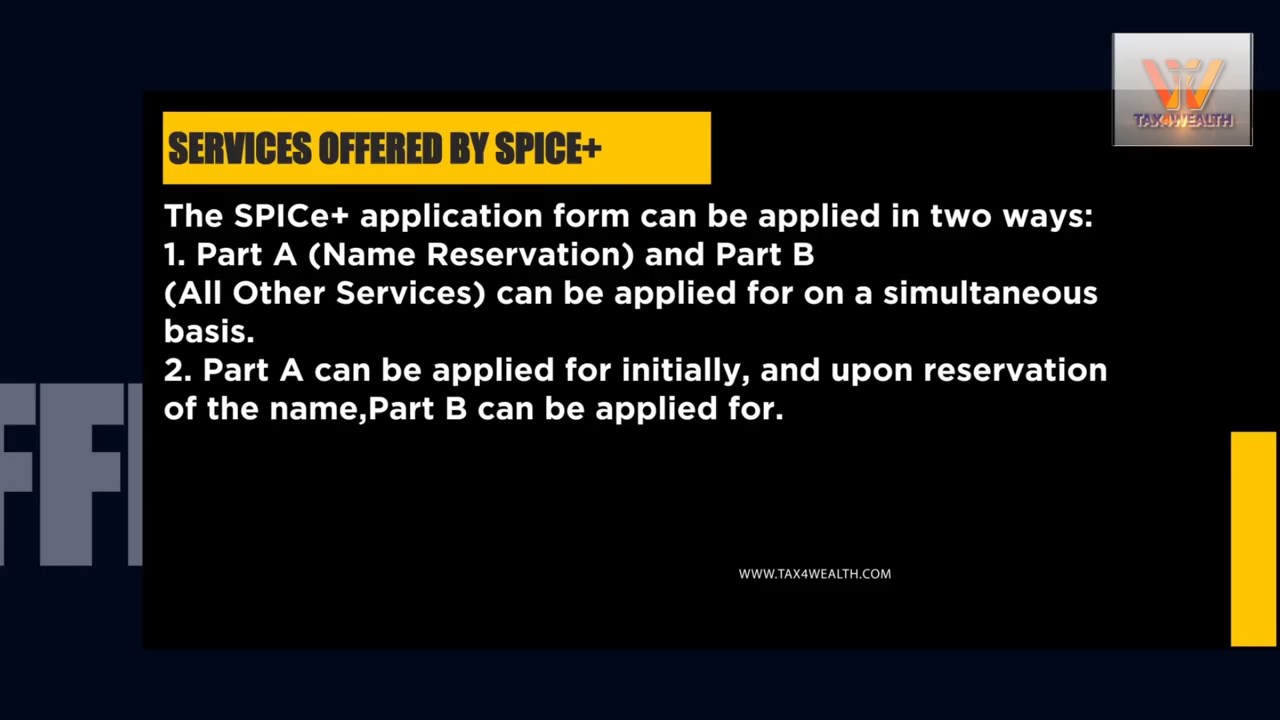 TAX4WEALTH
SERVICES OFFERED BY SPICE+
The SPICe+ application form can be applied in two ways:
1. Part A (Name Reservation) and Part B
(All Other Services) can be applied for on a simultaneous
basis.
2. Part A can be applied for initially, and upon reservation
of the name,Part B can be applied for.
FF
WWW.TAX4WEALTH.COM